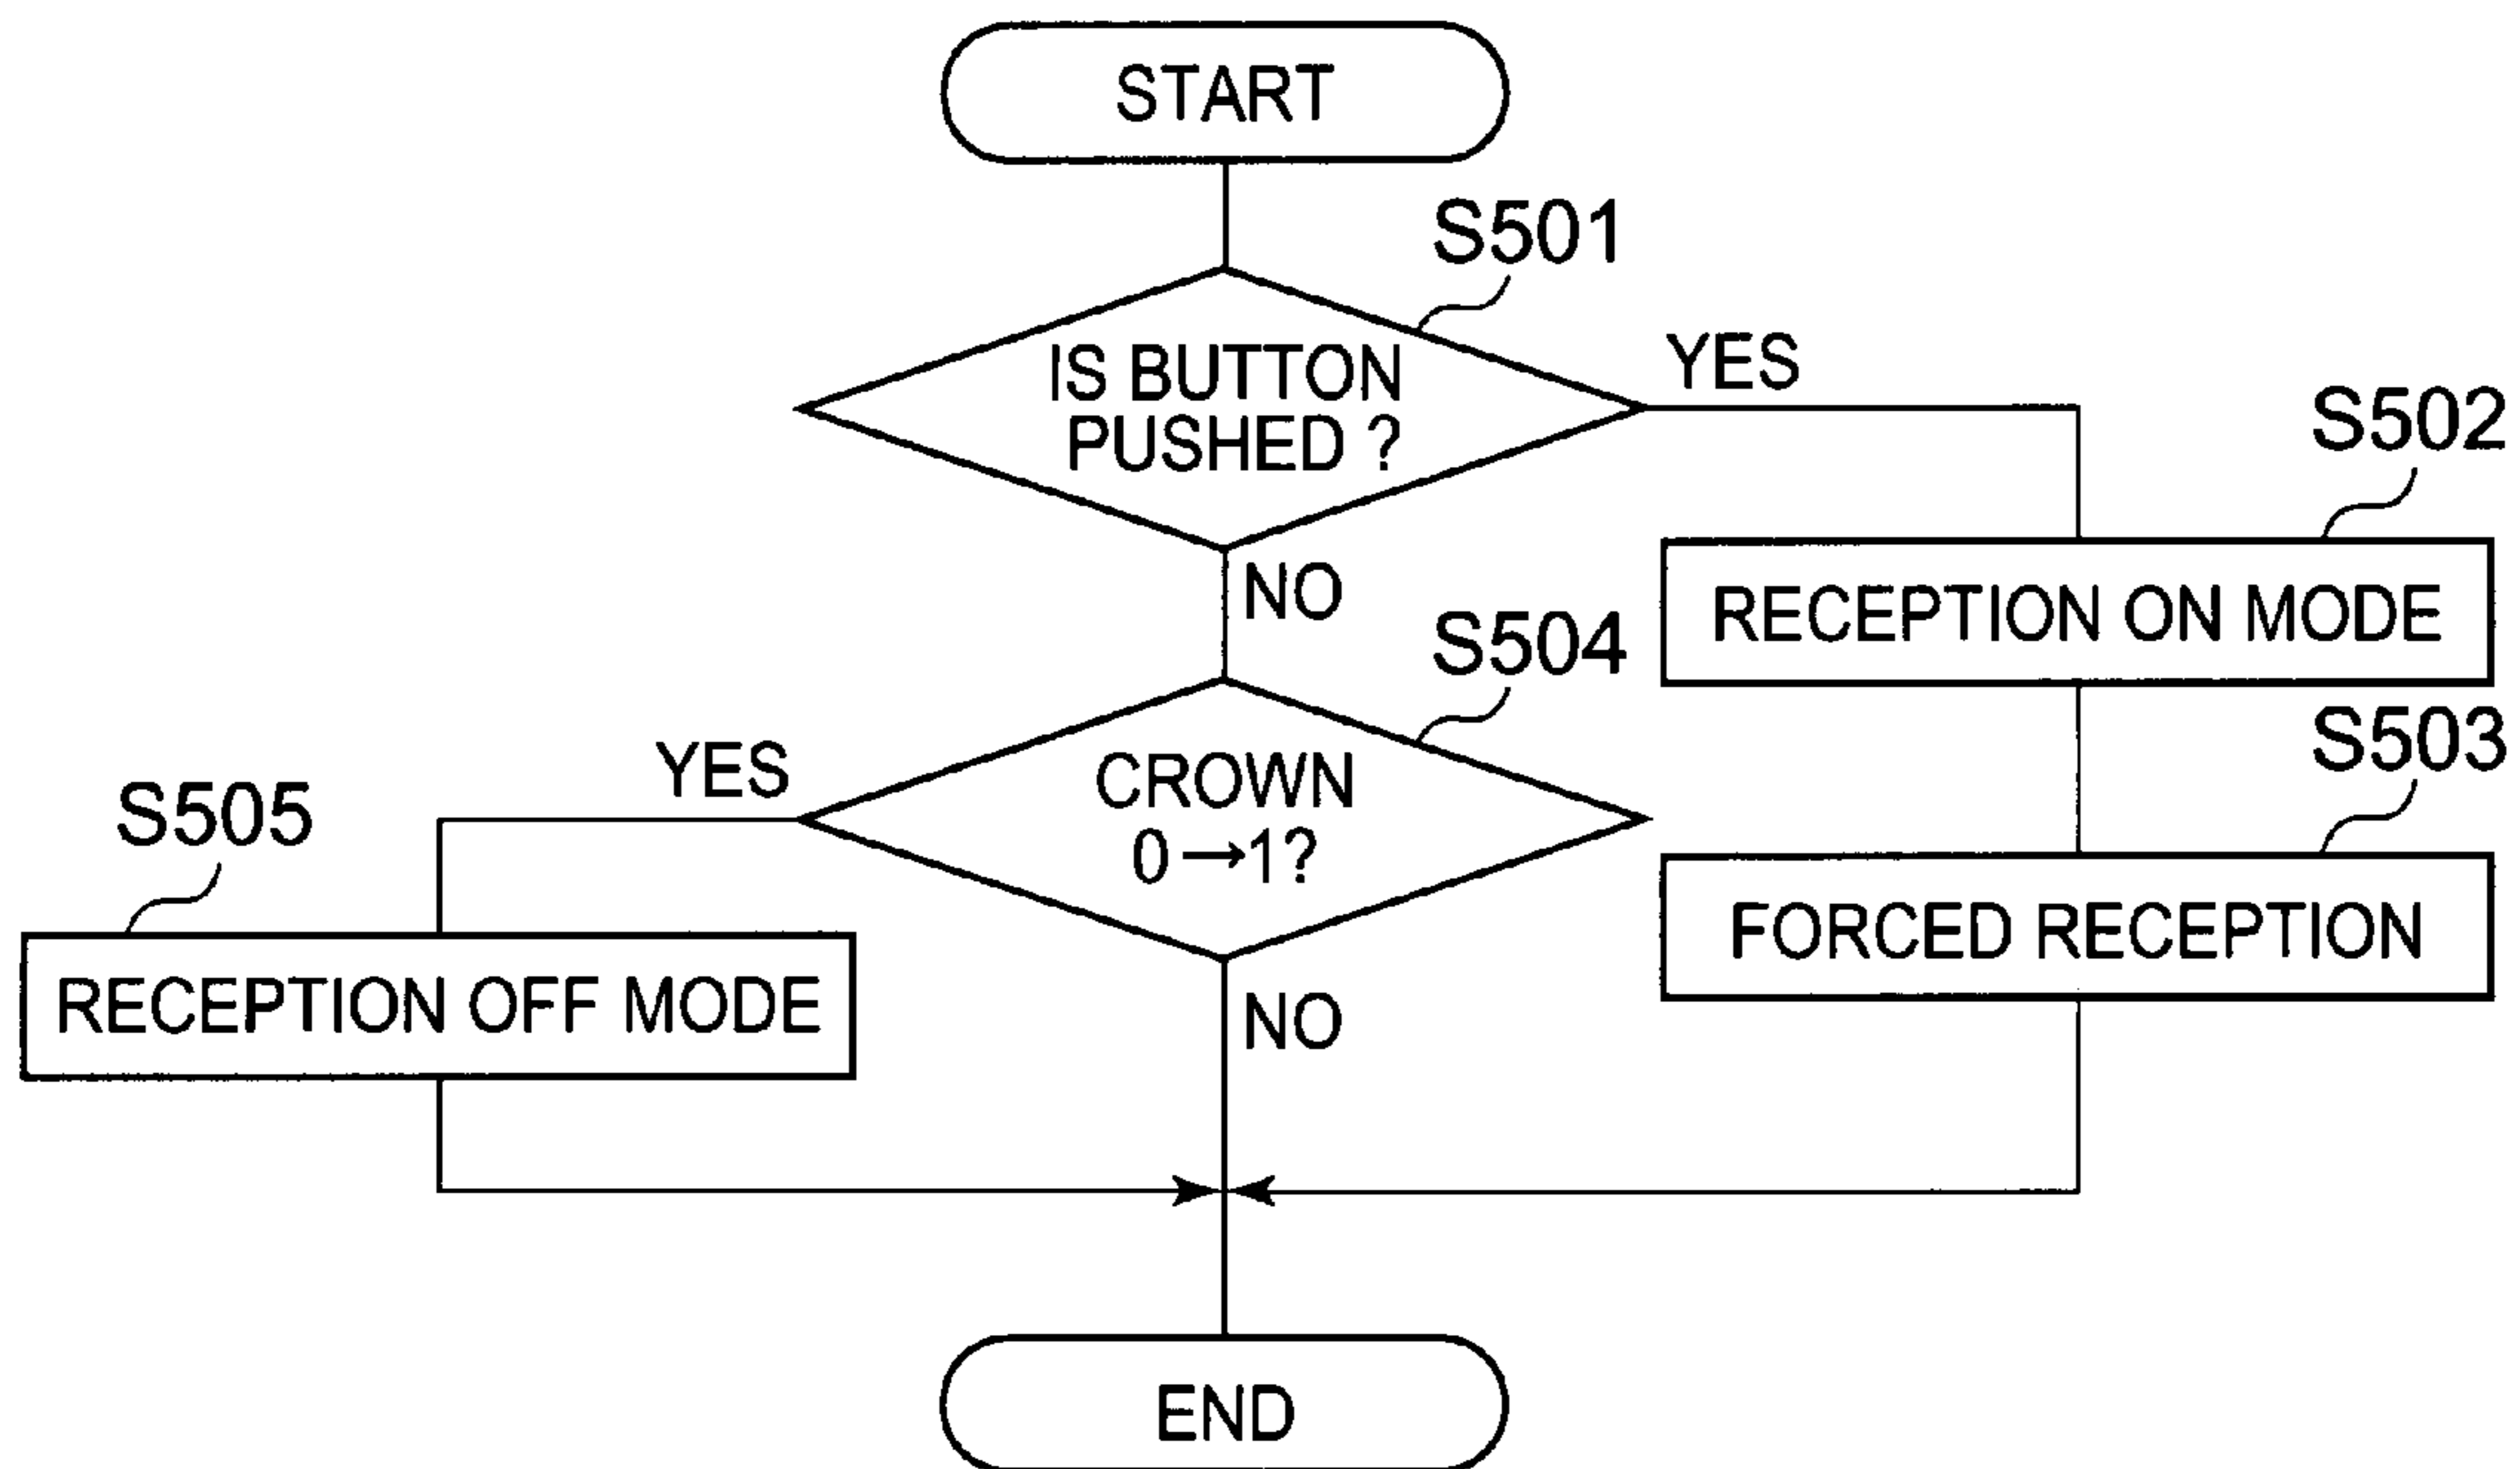 START
S501
IS BUTTON
PUSHED ?
YES
S502
RECEPTION ON MODE
NO
S504
S503
CROWN
0→1?
YES
S505
FORCED RECEPTION
RECEPTION OFF MODE
NO
END